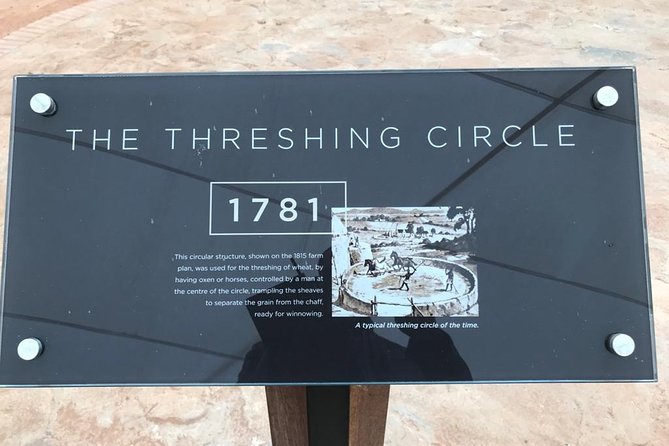 THE THRESHING CIRCLE
1781
This circular structure, shown on the 1815 farm
plan, was used for the threshing of wheat, by
having oxen or horses, controlled by a man at
the centre of the circle, trampling the sheaves
to separate the grain from the chaff,
ready for winnowing.
A typical threshing circle of the time.